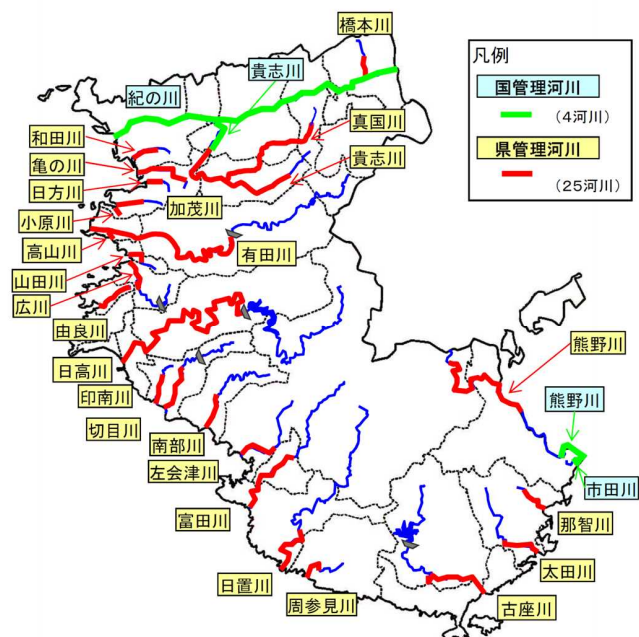 橋本川
貴志川
紀の川
凡例
国管理河川
(4河川)
県管理河川
(25河川)
和田川
真国川
亀の川
貴志川
日方川
加茂川
小原川
高山川
有田川
山田川
広川
由良川
熊野川
日高川
印南川
熊野川
切目川
南部川
左会津川
市田川
富田川
那智川
太田川
日置川
周参見川
古座川